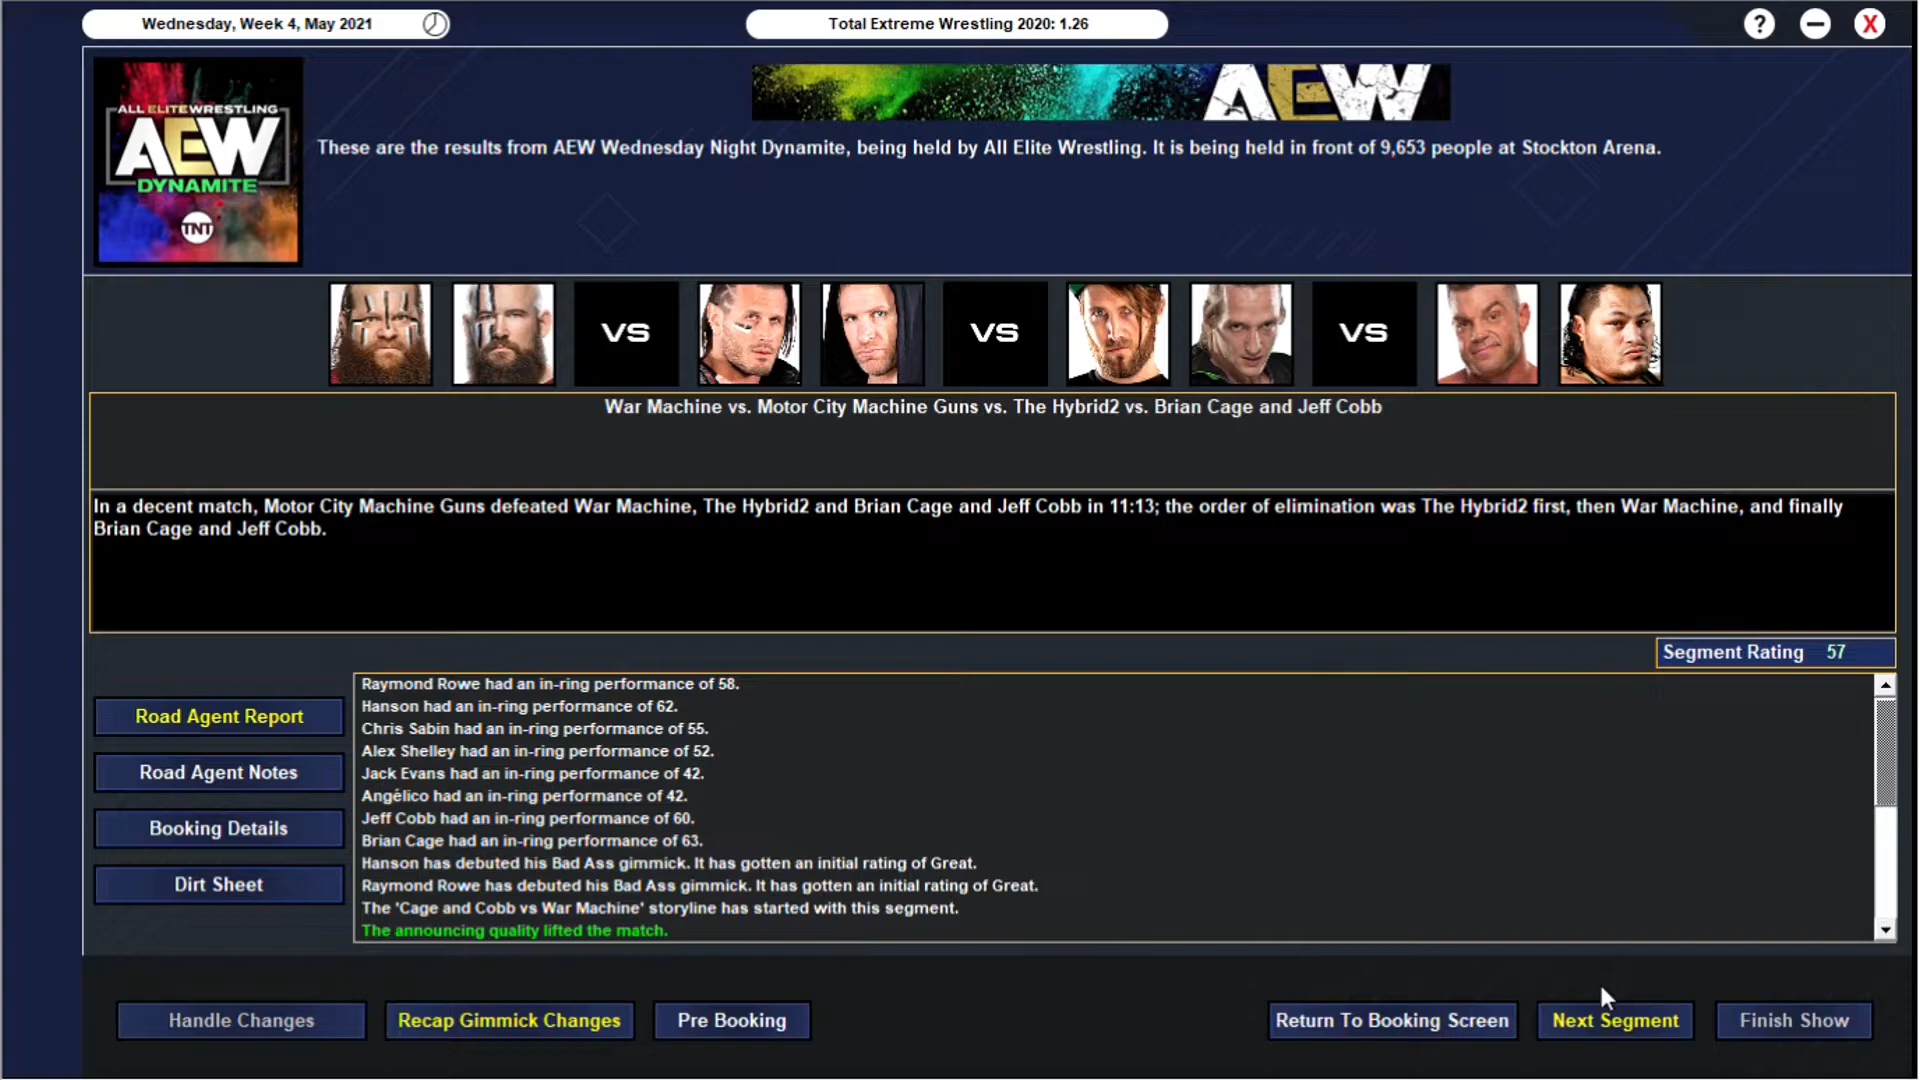 Wednesday, Week 4, May 2021
Total Extreme Wrestling 2020: 1.26
?
X
ALL ELITE WRESTLING
AEW
DYNAMITE
TNT
AEW
These are the results from AEW Wednesday Night Dynamite, being held by All Elite Wrestling. It is being held in front of 9,653 people at Stockton Arena.
VS
VS
VS
War Machine vs. Motor City Machine Guns vs. The Hybrid2 vs. Brian Cage and Jeff Cobb
In a decent match, Motor City Machine Guns defeated War Machine, The Hybrid2 and Brian Cage and Jeff Cobb in 11:13; the order of elimination was The Hybrid2 first, then War Machine, and finally
Brian Cage and Jeff Cobb.
Segment Rating 57
Road Agent Report
Road Agent Notes
Booking Details
Dirt Sheet
Raymond Rowe had an in-ring performance of 58.
Hanson had an in-ring performance of 62.
Chris Sabin had an in-ring performance of 55.
Alex Shelley had an in-ring performance of 52.
Jack Evans had an in-ring performance of 42.
Angélico had an in-ring performance of 42.
Jeff Cobb had an in-ring performance of 60.
Brian Cage had an in-ring performance of 63.
Hanson has debuted his Bad Ass gimmick. It has gotten an initial rating of Great.
Raymond Rowe has debuted his Bad Ass gimmick. It has gotten an initial rating of Great.
The 'Cage and Cobb vs War Machine' storyline has started with this segment.
The announcing quality lifted the match.
Handle Changes
Recap Gimmick Changes
Pre Booking
Return To Booking Screen
Next Segment
Finish Show